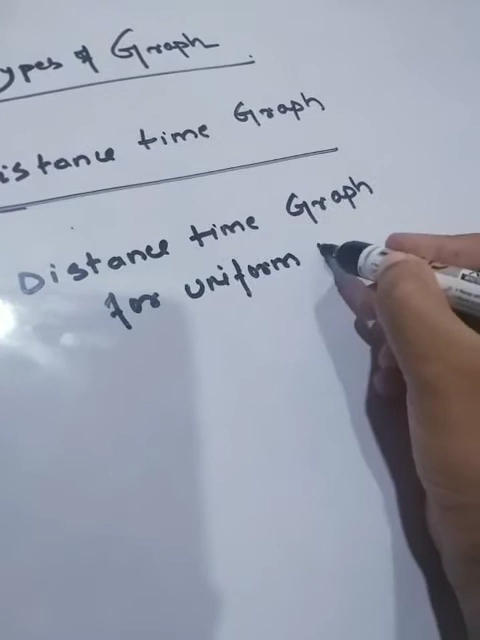 ypes of Graph
istance time Graph
Distance time Graph
for uniform